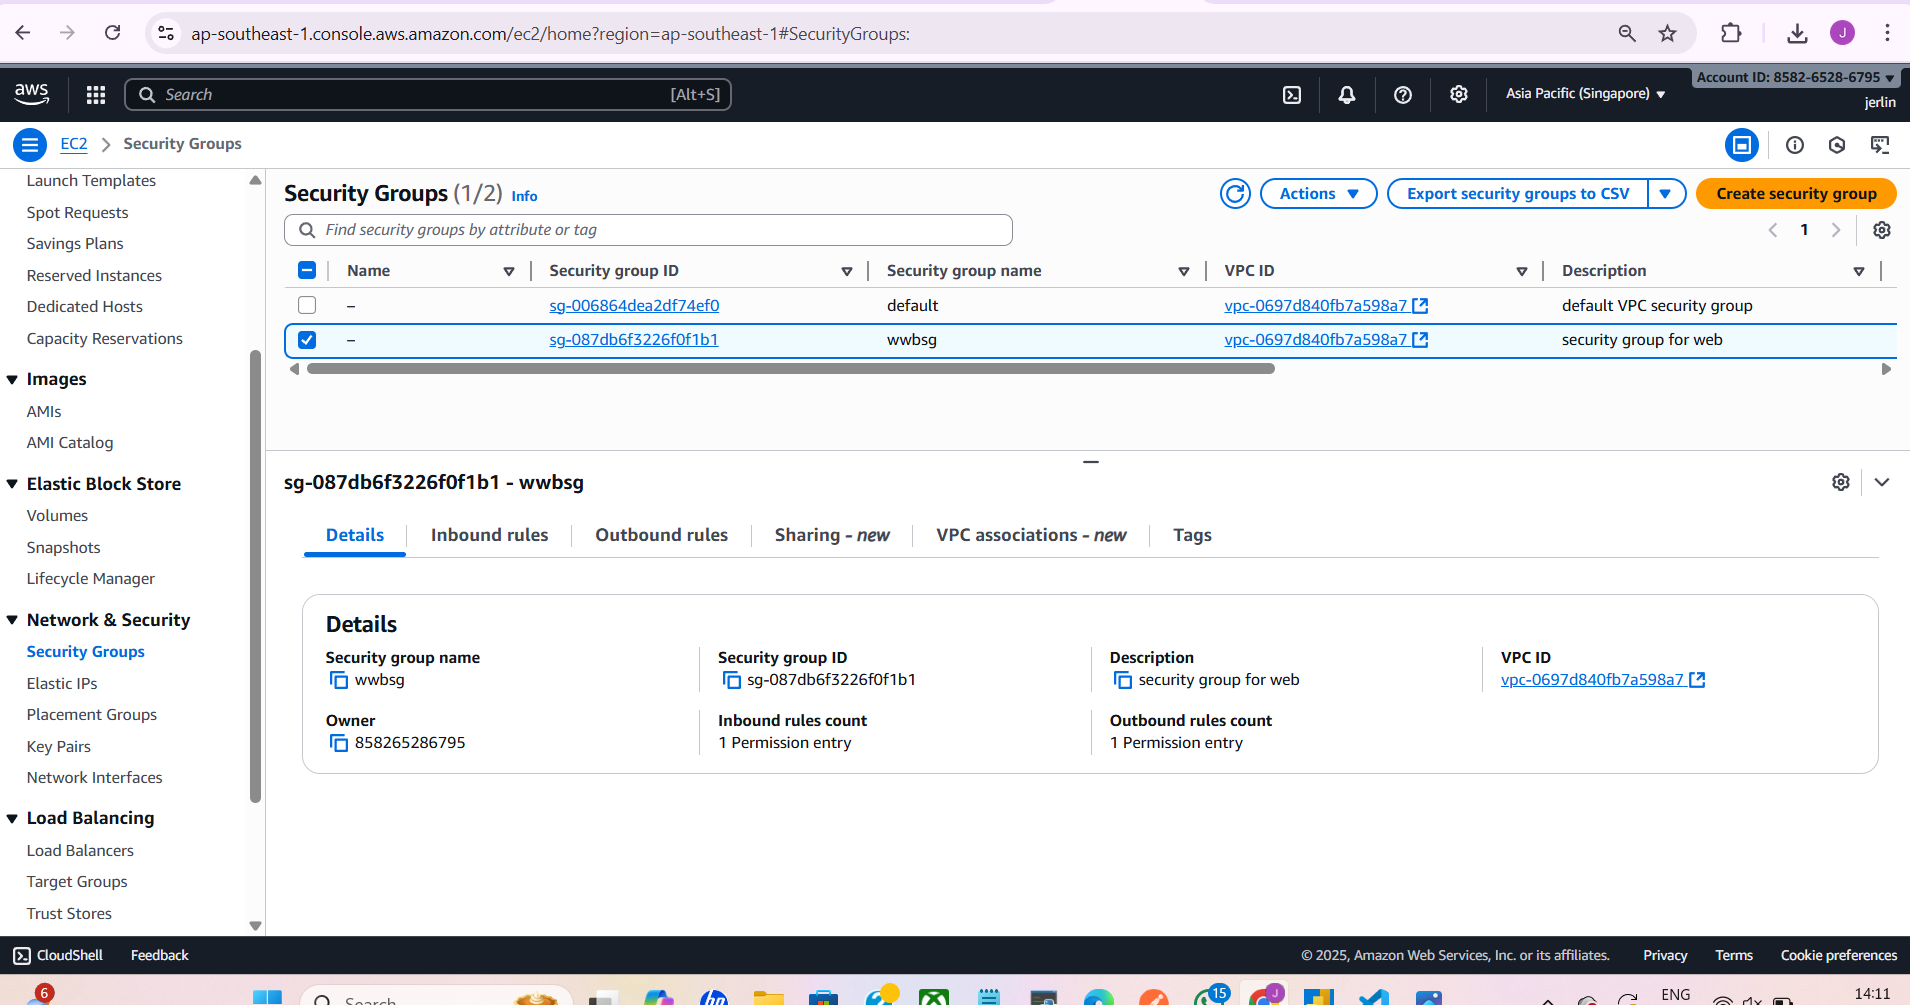 ap-southeast-1.console.aws.amazon.com/ec2/home?region=ap-southeast-1#SecurityGroups:
J
aws
Search
[Alt+S]
Asia Pacific (Singapore)
Account ID: 8582-6528-6795
jerlin
EC2
Security Groups
Launch Templates
Spot Requests
Savings Plans
Reserved Instances
Dedicated Hosts
Capacity Reservations
Images
AMIs
AMI Catalog
Elastic Block Store
Volumes
Snapshots
Lifecycle Manager
Network & Security
Security Groups
Elastic IPs
Placement Groups
Key Pairs
Network Interfaces
Load Balancing
Load Balancers
Target Groups
Trust Stores
Security Groups (1/2) Info
Actions
Export security groups to CSV
Create security group
Find security groups by attribute or tag
1
Name Security group ID Security group name VPC ID Description
– sg-006864dea2df74ef0 default vpc-0697d840fb7a598a7 default VPC security group
– sg-087db6f3226f0f1b1 wwbsg vpc-0697d840fb7a598a7 security group for web
sg-087db6f3226f0f1b1 - wwbsg
Details Inbound rules Outbound rules Sharing - new VPC associations - new Tags
Details
Security group name
wwbsg
Security group ID
sg-087db6f3226f0f1b1
Description
security group for web
VPC ID
vpc-0697d840fb7a598a7
Owner
858265286795
Inbound rules count
1 Permission entry
Outbound rules count
1 Permission entry
CloudShell Feedback
© 2025, Amazon Web Services, Inc. or its affiliates. Privacy Terms Cookie preferences
6
Search
hp
15
J
ENG
14:11